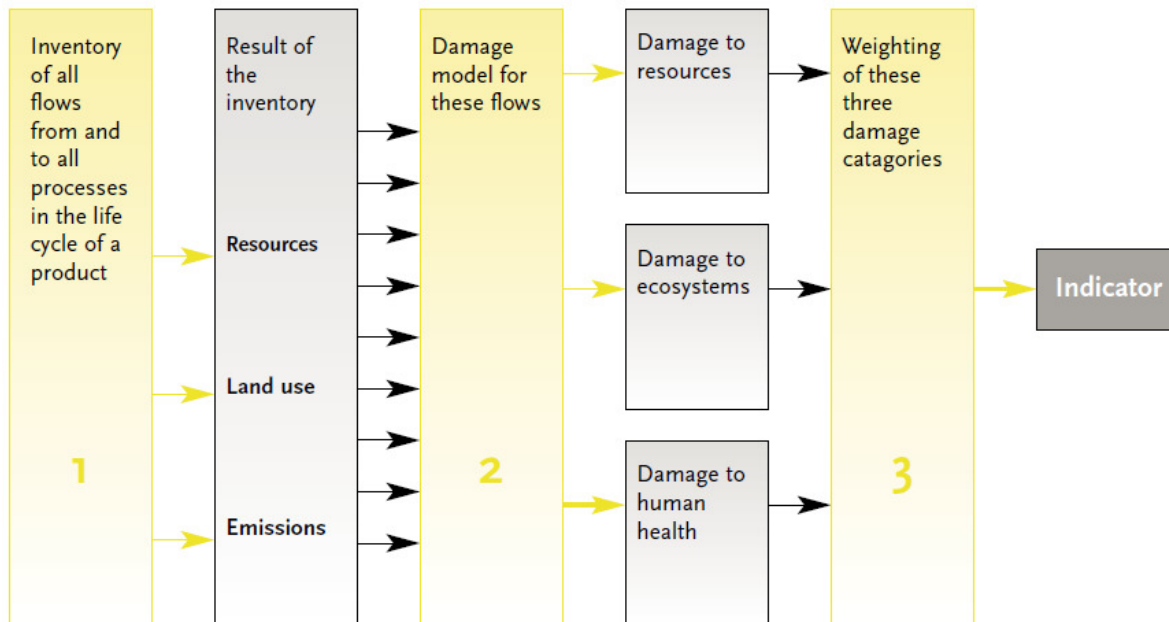 Inventory
of all
flows
from and
to all
processes
in the life
cycle of a
product
1
Result of
the
inventory
Resources
Land use
Emissions
Damage
model for
these flows
2
Damage to
resources
Damage to
ecosystems
Damage to
human
health
Weighting
of these
three
damage
catagories
3
Indicator